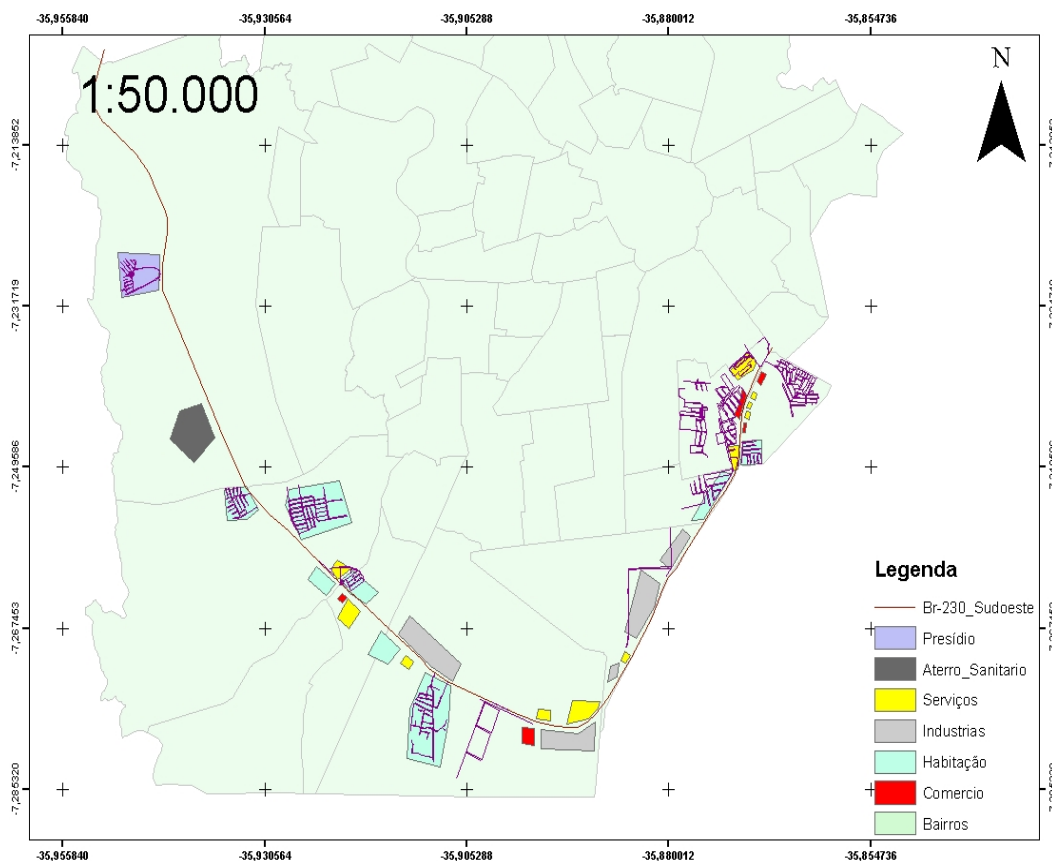 -35,955840
-35,930564
-35,905288
-35,880012
-35,854736
1:50.000
N
-7,213852
-7,231719
-7,249586
-7,267453
-7,285320
Legenda
Br-230_Sudoeste
Presídio
Aterro_Sanitario
Serviços
Industrias
Habitação
Comercio
Bairros
-35,955840
-35,930564
-35,905288
-35,880012
-35,854736